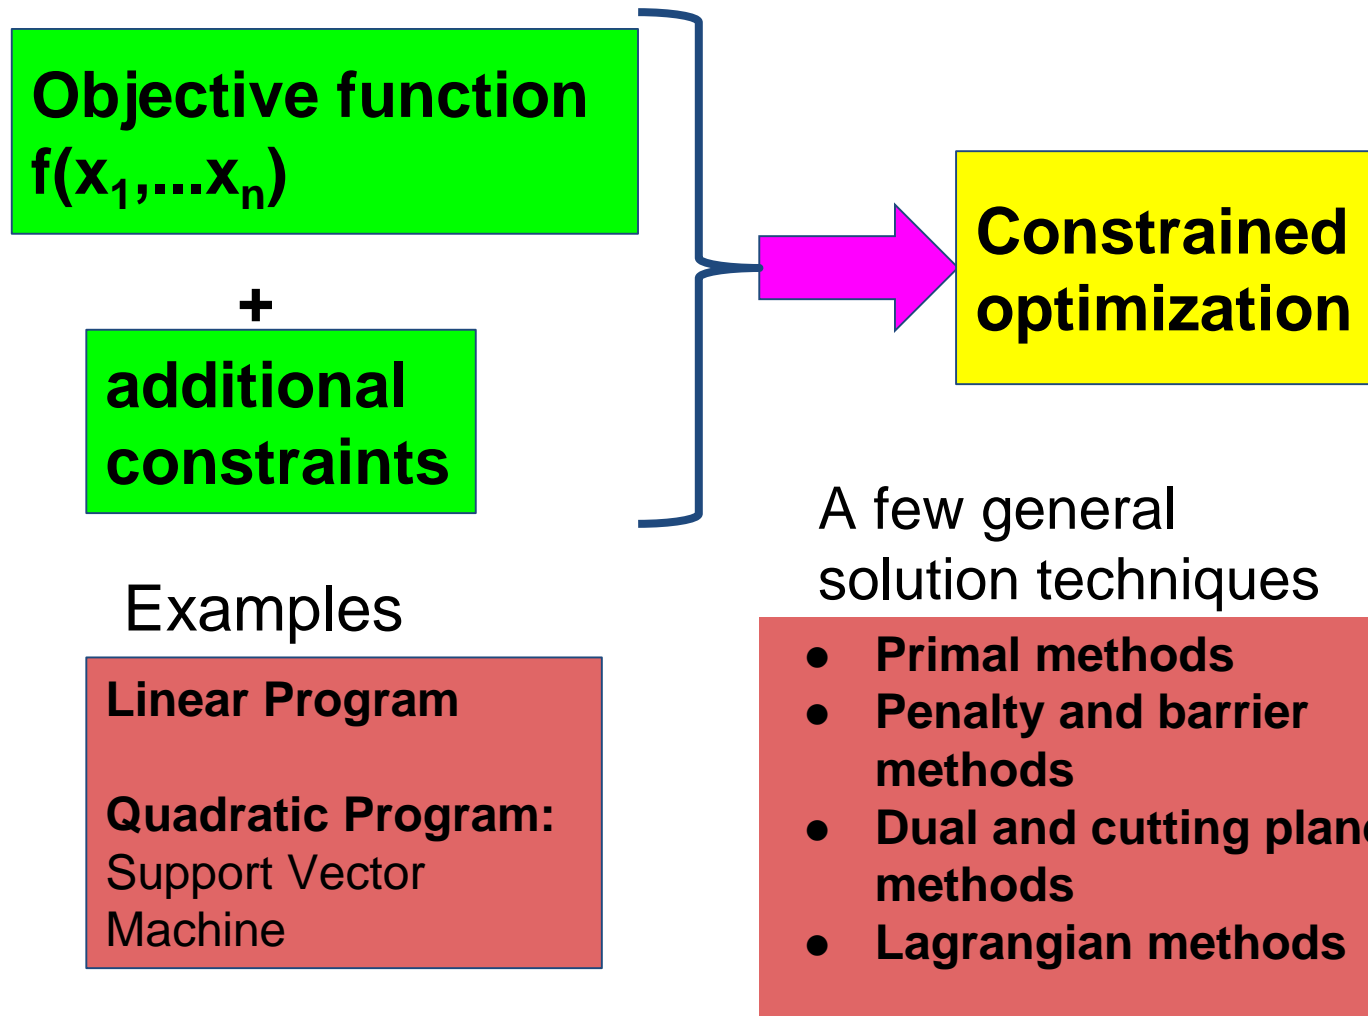 Objective function
f(x₁,...xₙ)
+
additional
constraints
Constrained
optimization
Examples
Linear Program
Quadratic Program:
Support Vector
Machine
A few general
solution techniques
● Primal methods
● Penalty and barrier
methods
● Dual and cutting plan
methods
● Lagrangian methods